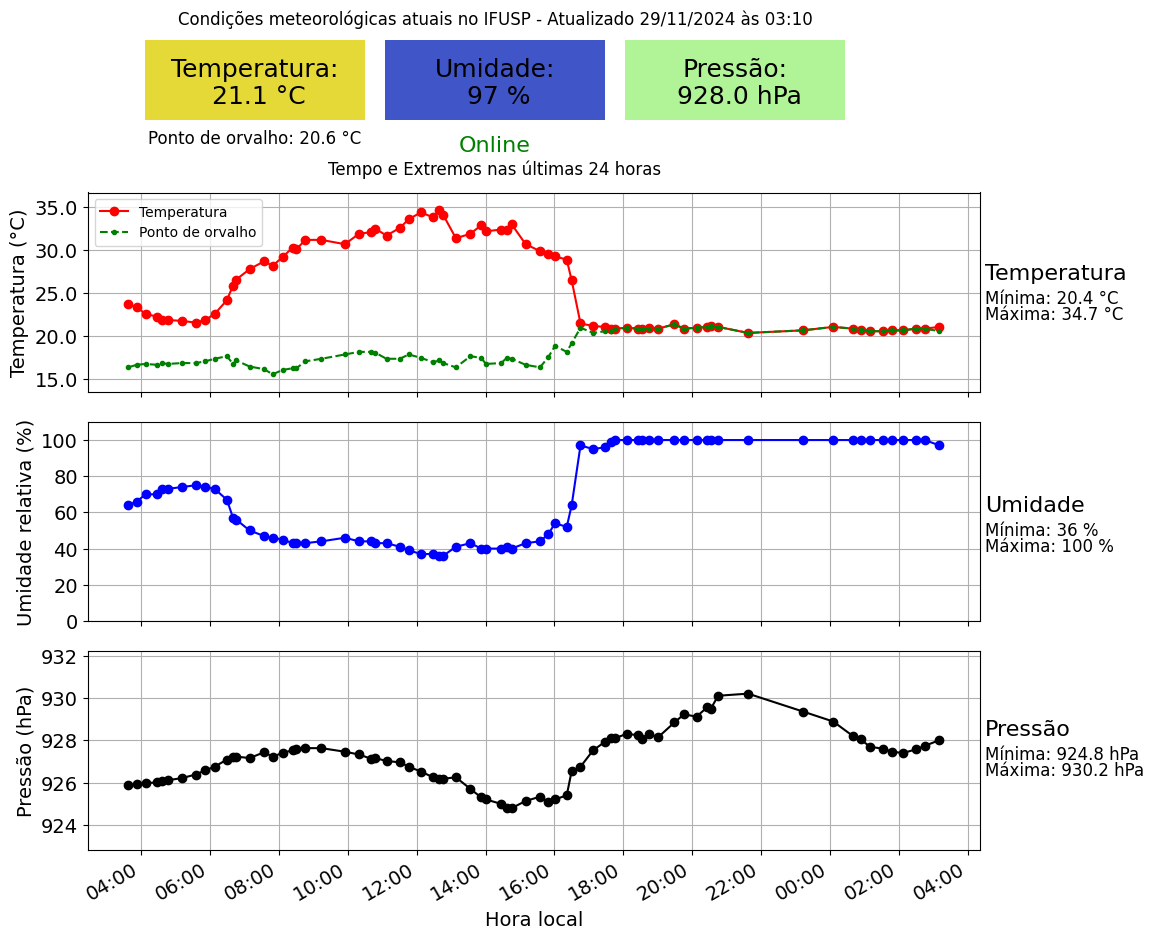 Condições meteorológicas atuais no IFUSP - Atualizado 29/11/2024 às 03:10
Temperatura:
21.1 °C
Umidade:
97 %
Pressão:
928.0 hPa
Ponto de orvalho: 20.6 °C
Online
Tempo e Extremos nas últimas 24 horas
Temperatura (°C)
35.0
30.0
25.0
20.0
15.0
Temperatura
Ponto de orvalho
Temperatura
Mínima: 20.4 °C
Máxima: 34.7 °C
Umidade relativa (%)
100
80
60
40
20
0
Umidade
Mínima: 36 %
Máxima: 100 %
Pressão (hPa)
932
930
928
926
924
Pressão
Mínima: 924.8 hPa
Máxima: 930.2 hPa
04:00 06:00 08:00 10:00 12:00 14:00 16:00 18:00 20:00 22:00 00:00 02:00 04:00
Hora local